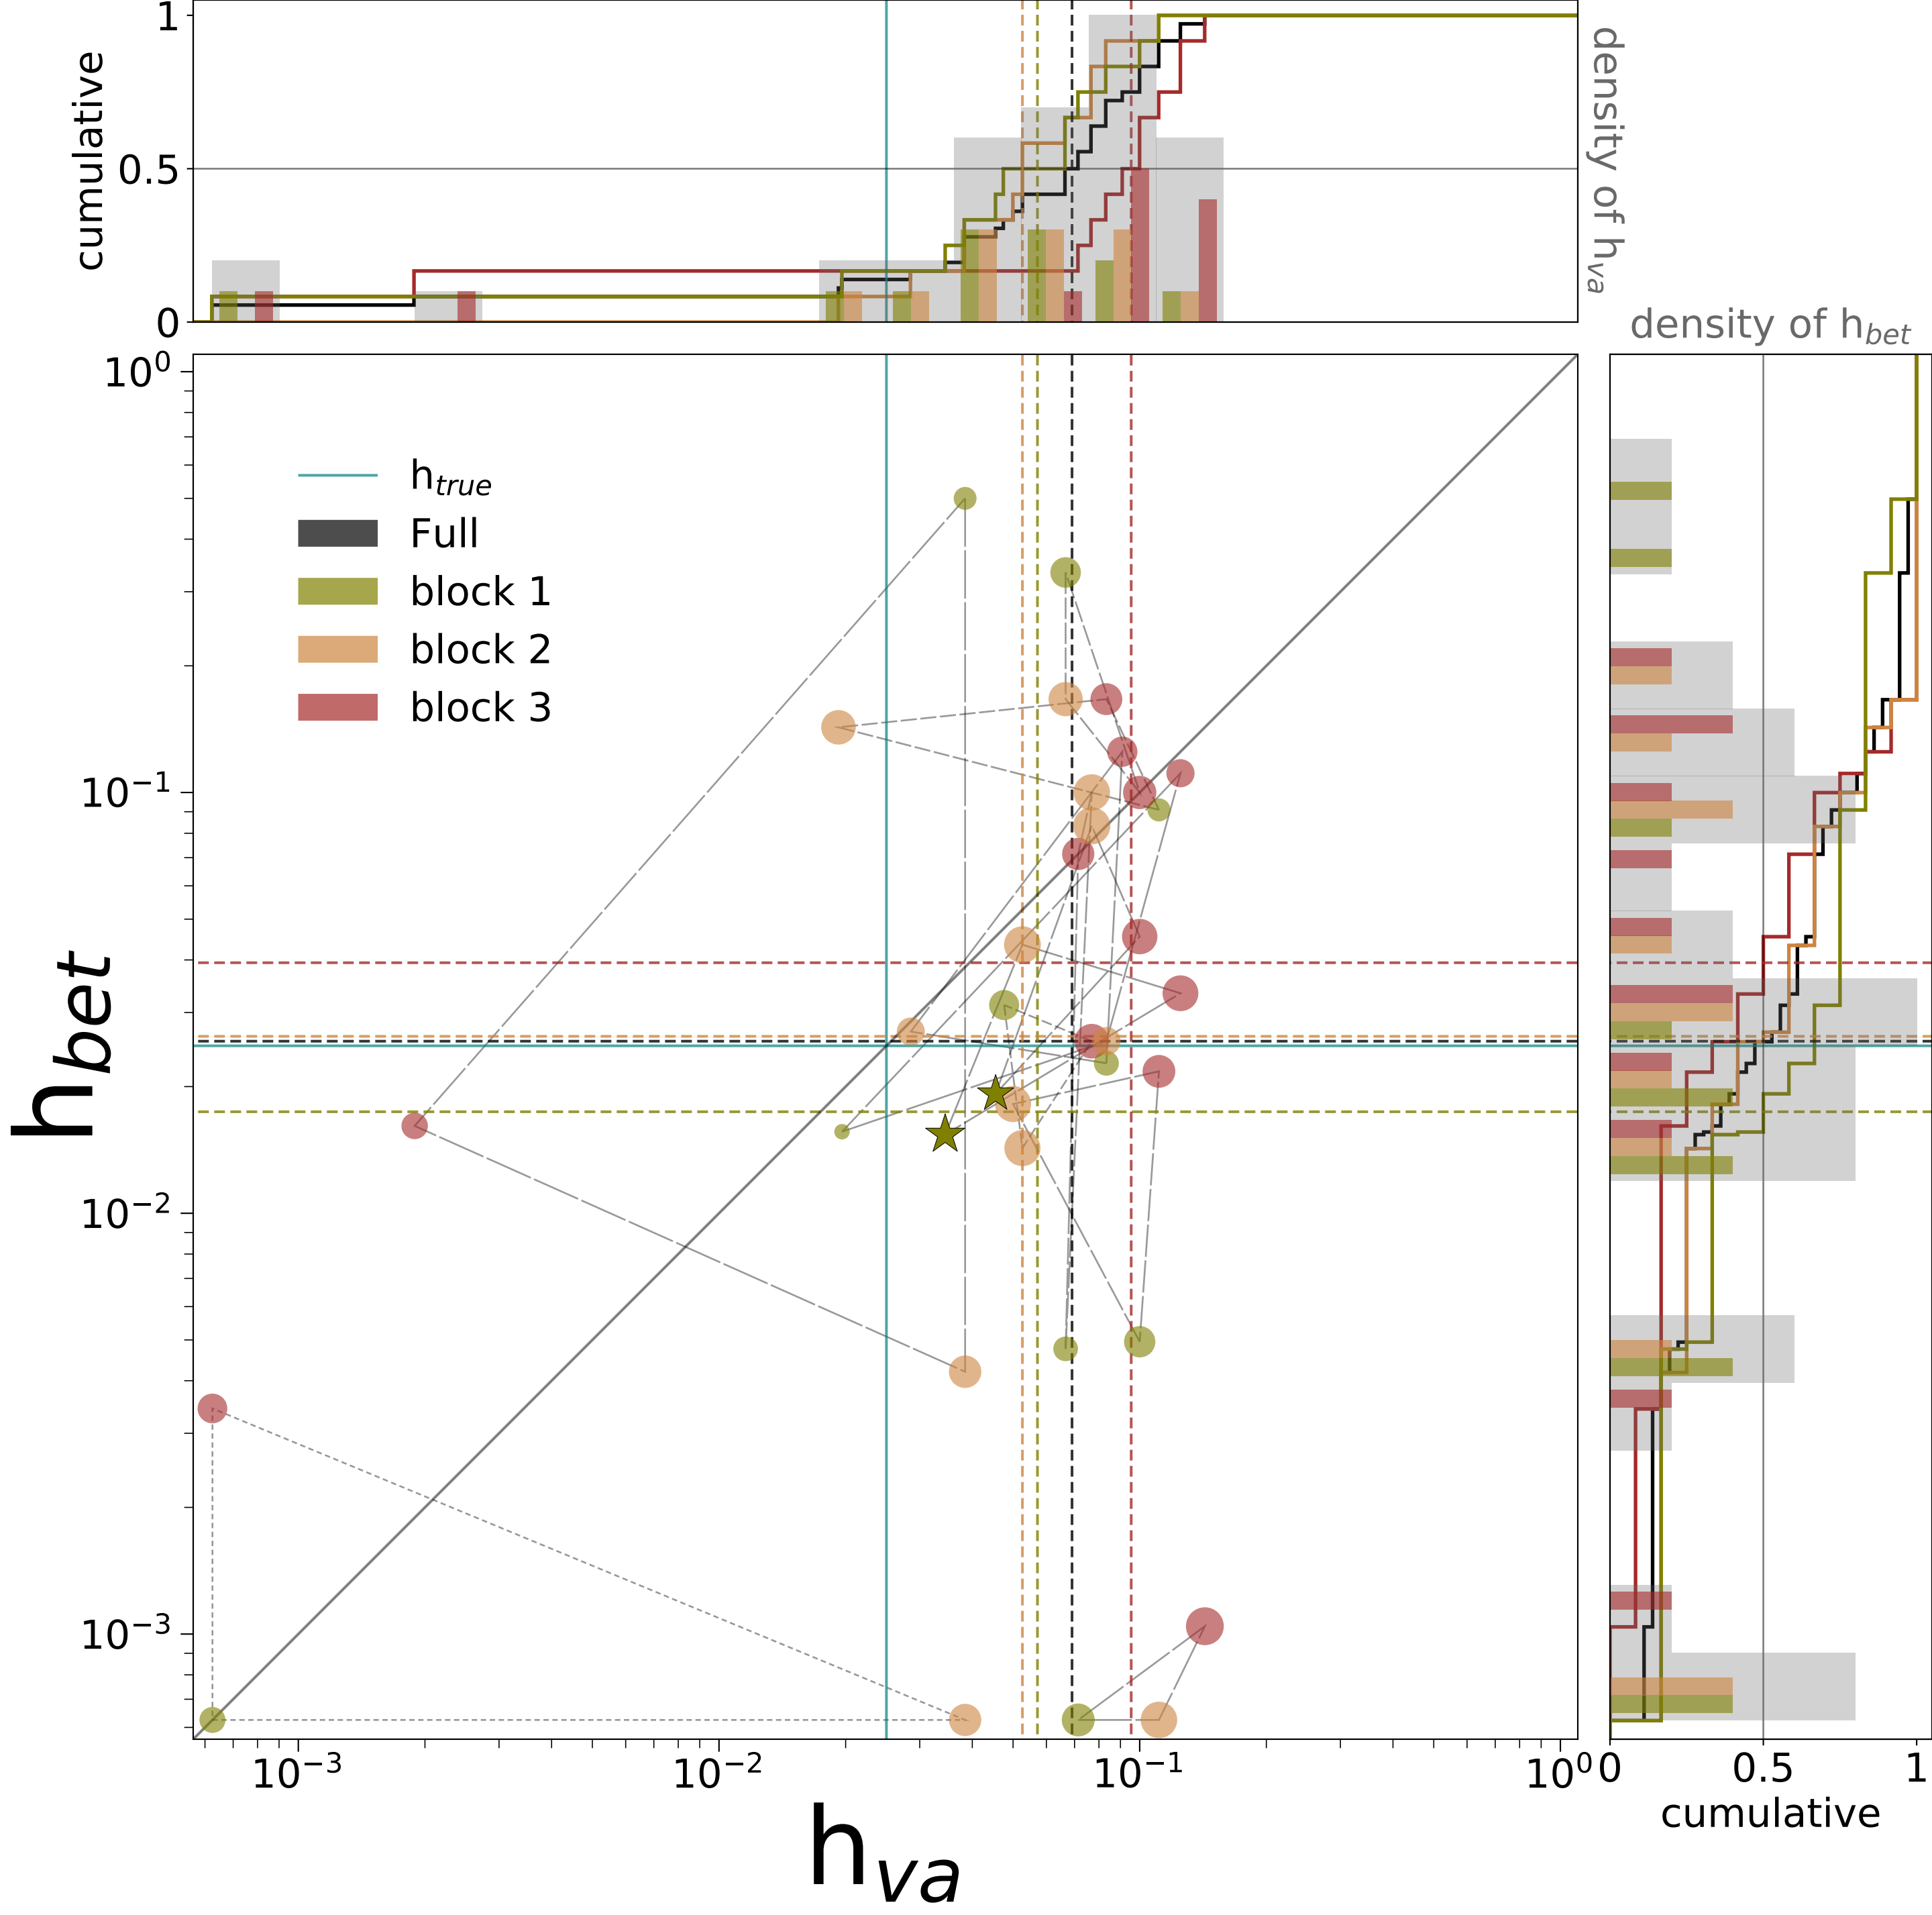 1
0.5
0
cumulative
density of h_va
density of h_bet
10^0
10^-1
10^-2
10^-3
h_bet
h_true
Full
block 1
block 2
block 3
10^-3
10^-2
10^-1
10^0
h_va
0
0.5
1
cumulative